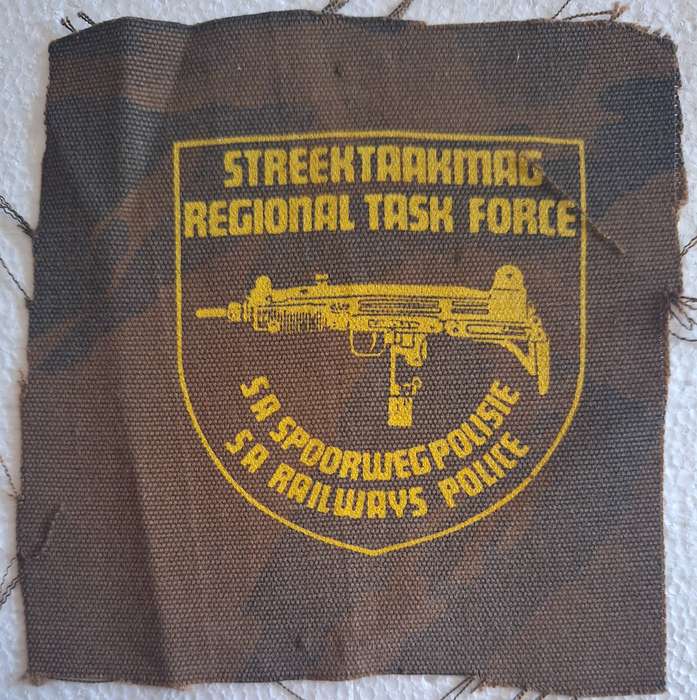 STREEKTAAKMAG
REGIONAL TASK FORCE
SA SPOORWEGPOLISIE
SA RAILWAYS POLICE